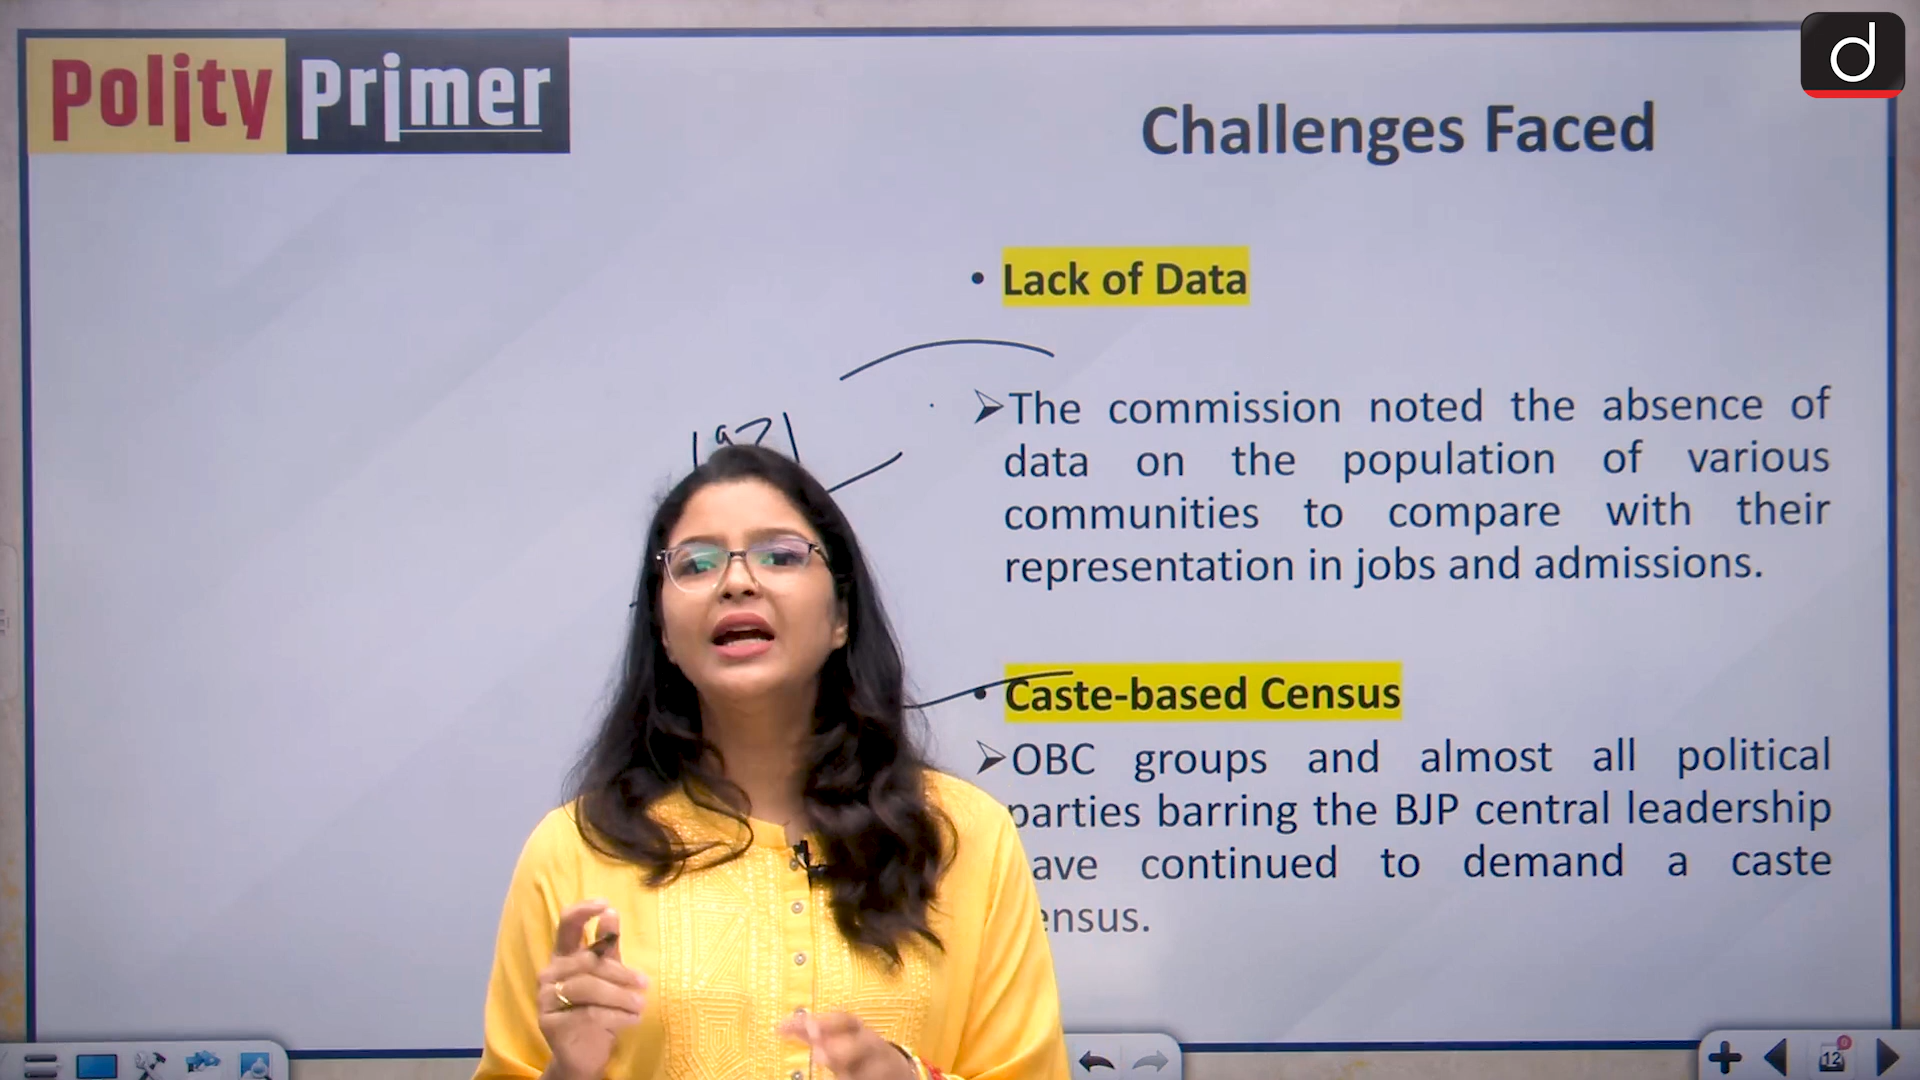 Polity Primer
d
Challenges Faced
• Lack of Data
➢The commission noted the absence of
data on the population of various
communities to compare with their
representation in jobs and admissions.
• Caste-based Census
➢OBC groups and almost all political
parties barring the BJP central leadership
ave continued to demand a caste
ensus.
12